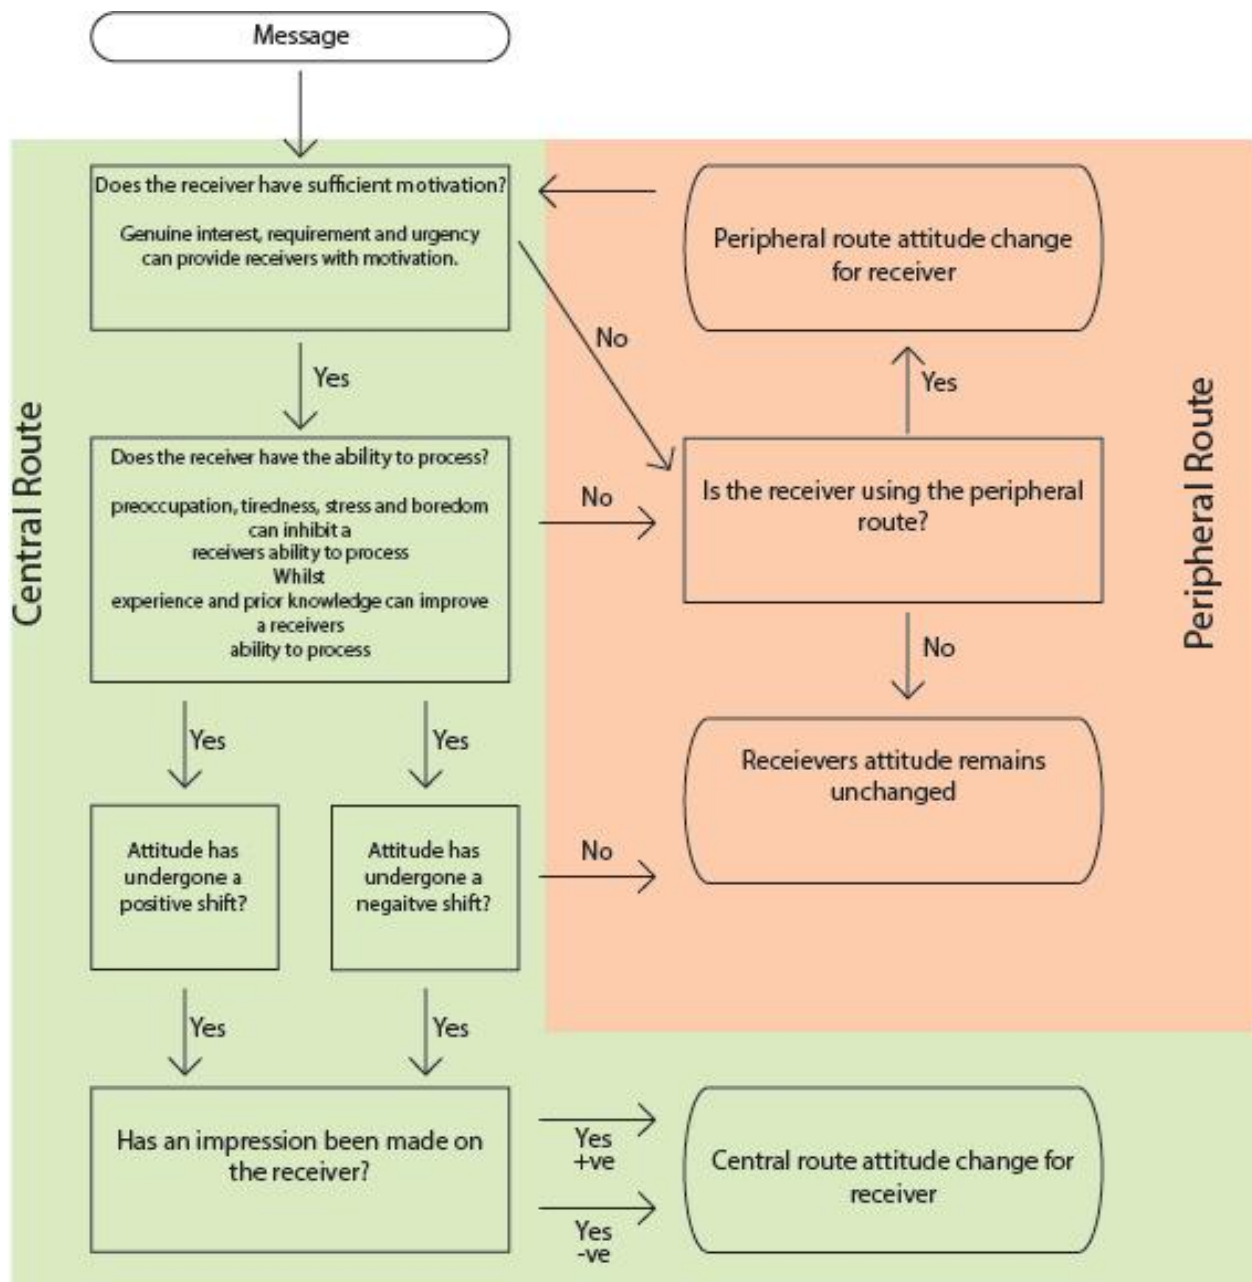 Message
Does the receiver have sufficient motivation?
Genuine interest, requirement and urgency
can provide receivers with motivation.
Peripheral route attitude change
for receiver
No
Yes
Yes
Central Route
Peripheral Route
Does the receiver have the ability to process?
preoccupation, tiredness, stress and boredom
can inhibit a
receivers ability to process
Whilst
experience and prior knowledge can improve
a receivers
ability to process
No
Is the receiver using the peripheral
route?
No
Yes
Yes
Receievers attitude remains
unchanged
Attitude has
undergone a
positive shift?
Attitude has
undergone a
negaitve shift?
No
Yes
Yes
Has an impression been made on
the receiver?
Yes
+ve
Yes
-ve
Central route attitude change for
receiver